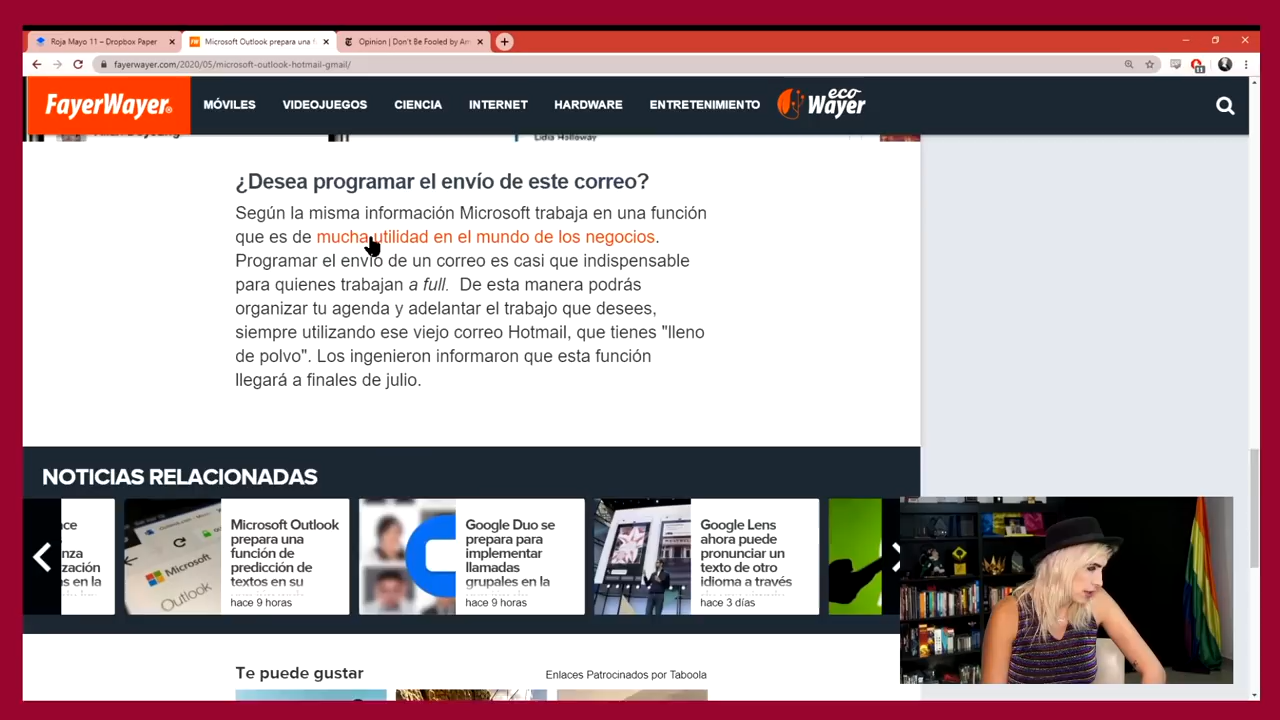 Roja Mayo 11 – Dropbox Paper
Microsoft Outlook prepara una f
Opinion | Don't Be Fooled by Am
fayerwayer.com/2020/05/microsoft-outlook-hotmail-gmail/
11
FayerWayer
MÓVILES
VIDEOJUEGOS
CIENCIA
INTERNET
HARDWARE
ENTRETENIMIENTO
eco Wayer
Lidia Holloway
¿Desea programar el envío de este correo?
Según la misma información Microsoft trabaja en una función
que es de mucha utilidad en el mundo de los negocios.
Programar el envío de un correo es casi que indispensable
para quienes trabajan a full. De esta manera podrás
organizar tu agenda y adelantar el trabajo que desees,
siempre utilizando ese viejo correo Hotmail, que tienes "lleno
de polvo". Los ingenieron informaron que esta función
llegará a finales de julio.
NOTICIAS RELACIONADAS
Microsoft
Outlook
Microsoft Outlook
prepara una
función de
predicción de
textos en su
hace 9 horas
Google Duo se
prepara para
implementar
llamadas
grupales en la
hace 9 horas
Google Lens
ahora puede
pronunciar un
texto de otro
idioma a través
hace 3 días
Te puede gustar
Enlaces Patrocinados por Taboola